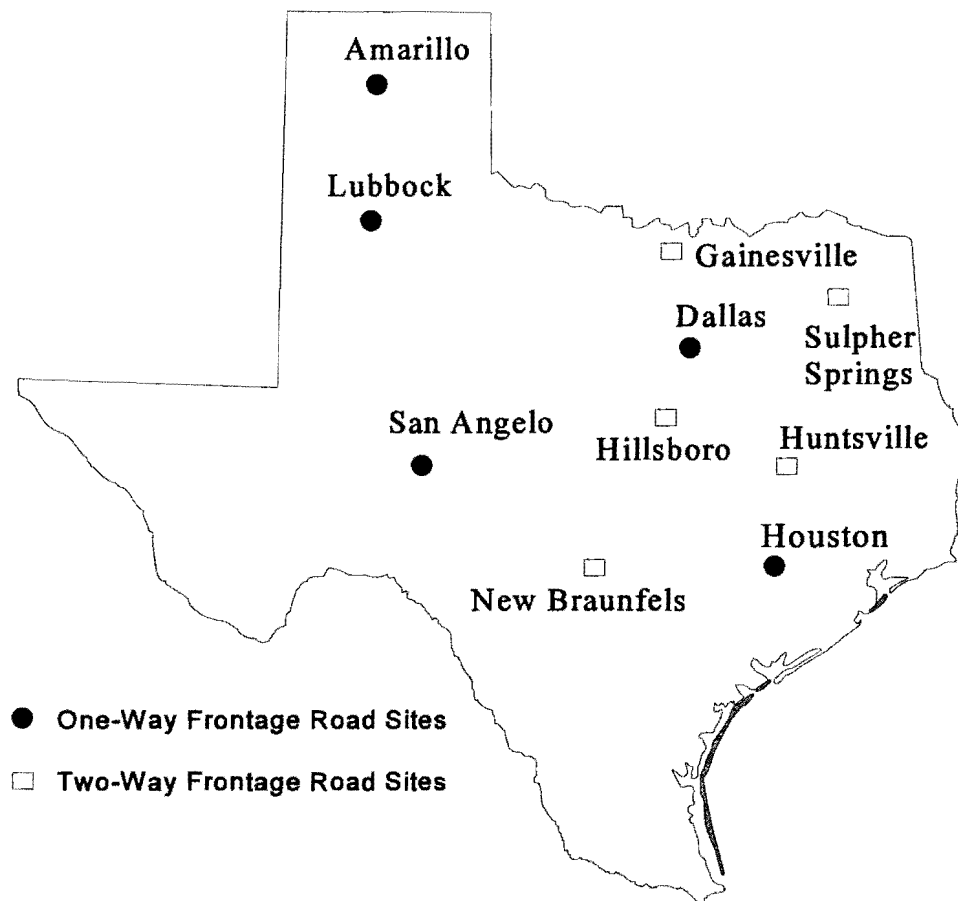 Amarillo
Lubbock
Gainesville
Dallas
Sulpher
Springs
San Angelo
Hillsboro
Huntsville
Houston
New Braunfels
One-Way Frontage Road Sites
Two-Way Frontage Road Sites